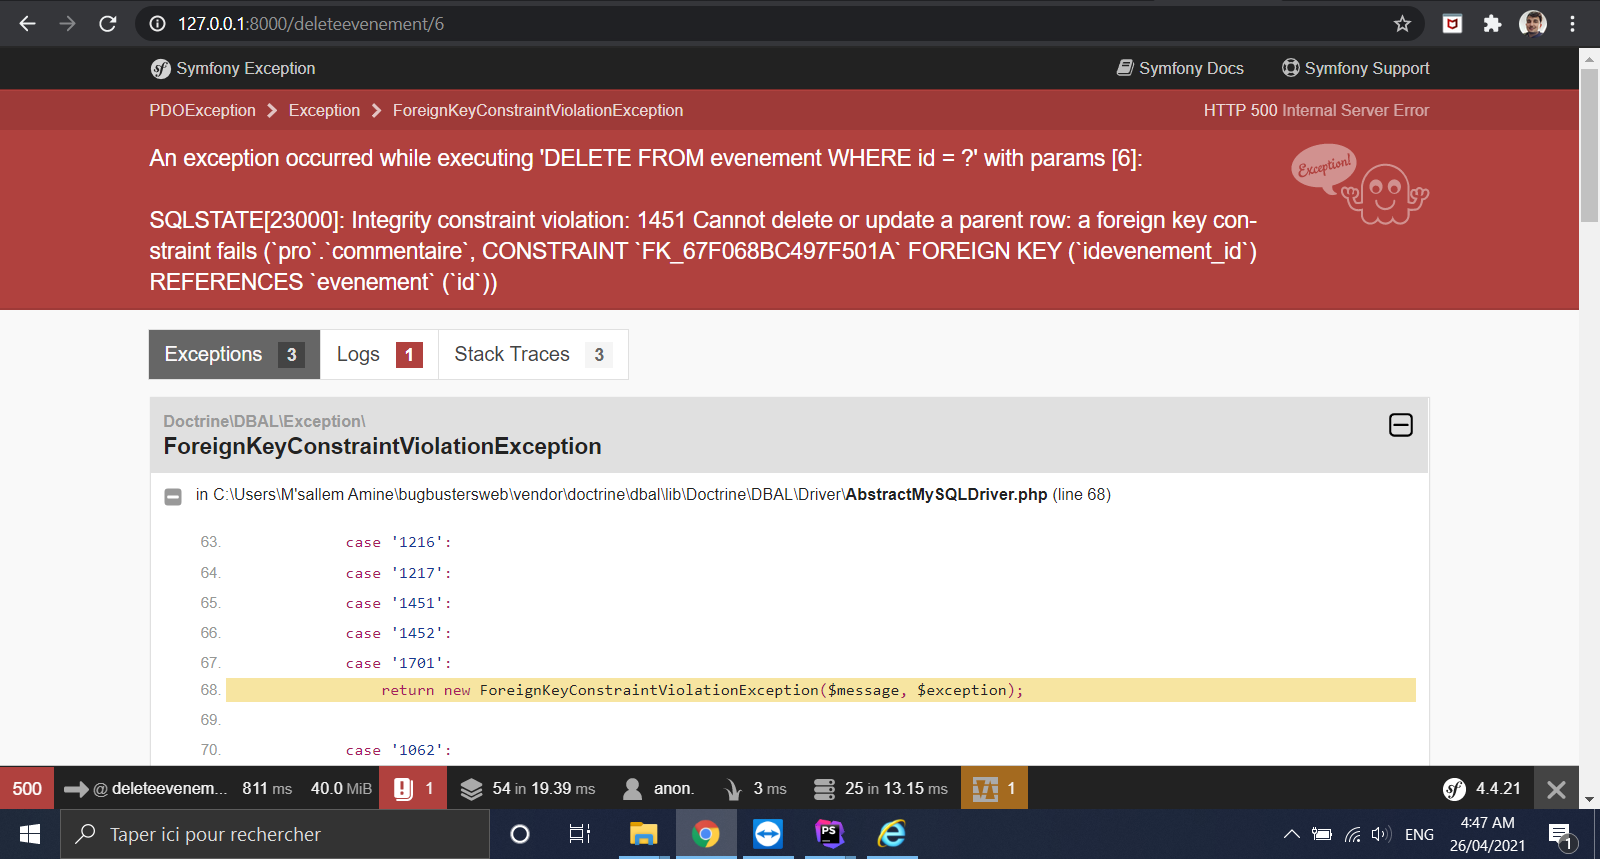 127.0.0.1:8000/deleteevenement/6
sf Symfony Exception
Symfony Docs
Symfony Support
PDOException > Exception > ForeignKeyConstraintViolationException
HTTP 500 Internal Server Error
An exception occurred while executing 'DELETE FROM evenement WHERE id = ?' with params [6]:
Exception!
SQLSTATE[23000]: Integrity constraint violation: 1451 Cannot delete or update a parent row: a foreign key con-
straint fails (`pro`.`commentaire`, CONSTRAINT `FK_67F068BC497F501A` FOREIGN KEY (`idevenement_id`)
REFERENCES `evenement` (`id`))
Exceptions 3
Logs 1
Stack Traces 3
Doctrine\DBAL\Exception\
ForeignKeyConstraintViolationException
in C:\Users\M'sallem Amine\bugbustersweb\vendor\doctrine\dbal\lib\Doctrine\DBAL\Driver\AbstractMySQLDriver.php (line 68)
63. case '1216':
64. case '1217':
65. case '1451':
66. case '1452':
67. case '1701':
68. return new ForeignKeyConstraintViolationException($message, $exception);
69.
70. case '1062':
500 @ deleteevenem... 811 ms 40.0 MiB 1 54 in 19.39 ms anon. 3 ms 25 in 13.15 ms 1 sf 4.4.21
Taper ici pour rechercher
PS
ENG
4:47 AM
26/04/2021
1